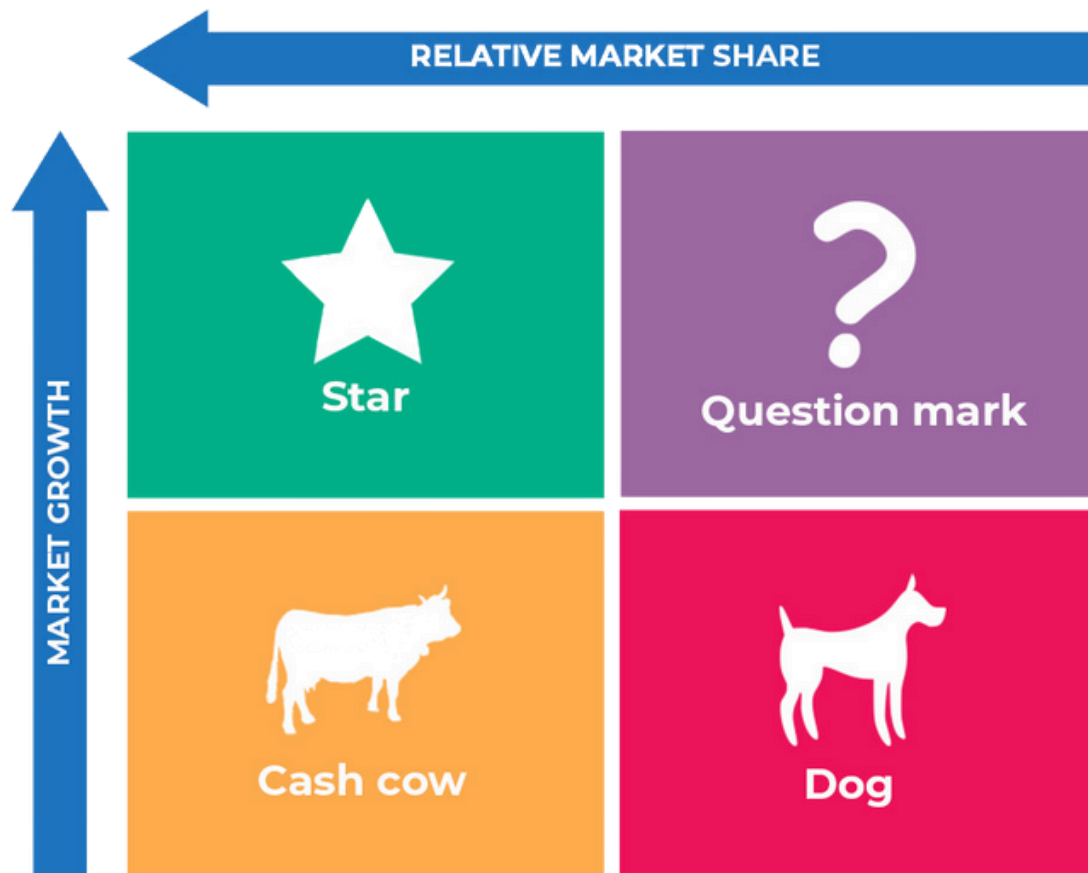 RELATIVE MARKET SHARE
MARKET GROWTH
Star
Question mark
Cash cow
Dog